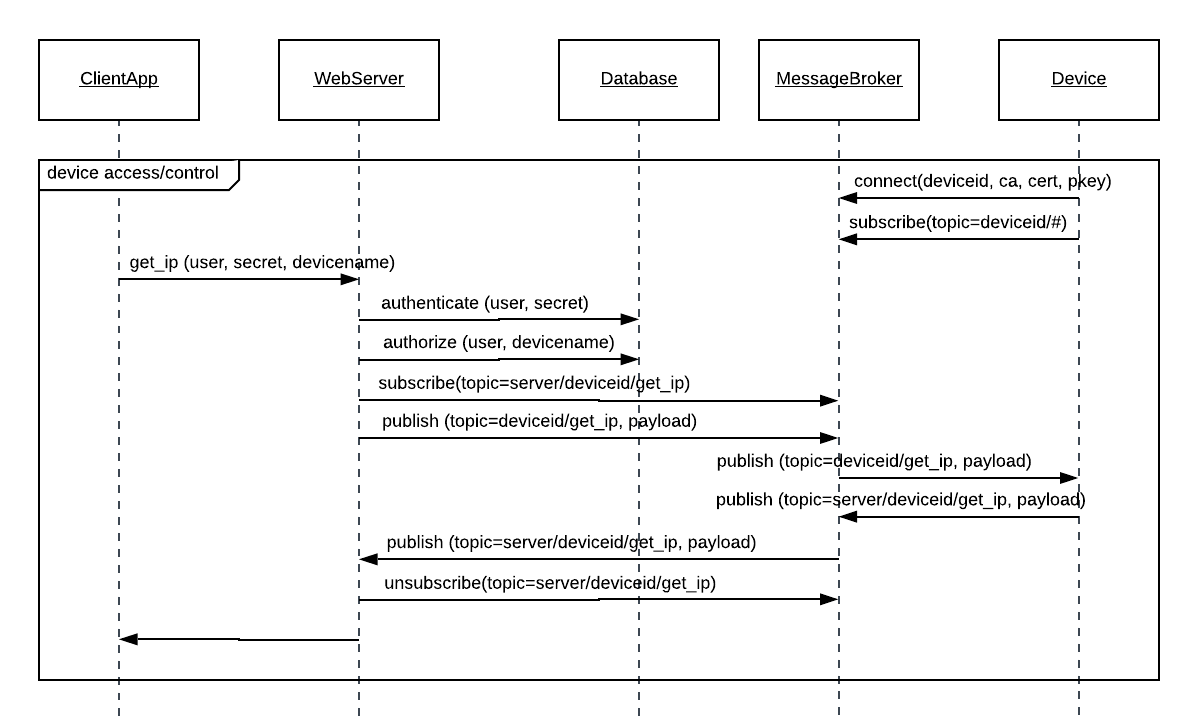 ClientApp
WebServer
Database
MessageBroker
Device
device access/control
connect(deviceid, ca, cert, pkey)
subscribe(topic=deviceid/#)
get_ip (user, secret, devicename)
authenticate (user, secret)
authorize (user, devicename)
subscribe(topic=server/deviceid/get_ip)
publish (topic=deviceid/get_ip, payload)
publish (topic=deviceid/get_ip, payload)
publish (topic=server/deviceid/get_ip, payload)
publish (topic=server/deviceid/get_ip, payload)
unsubscribe(topic=server/deviceid/get_ip)